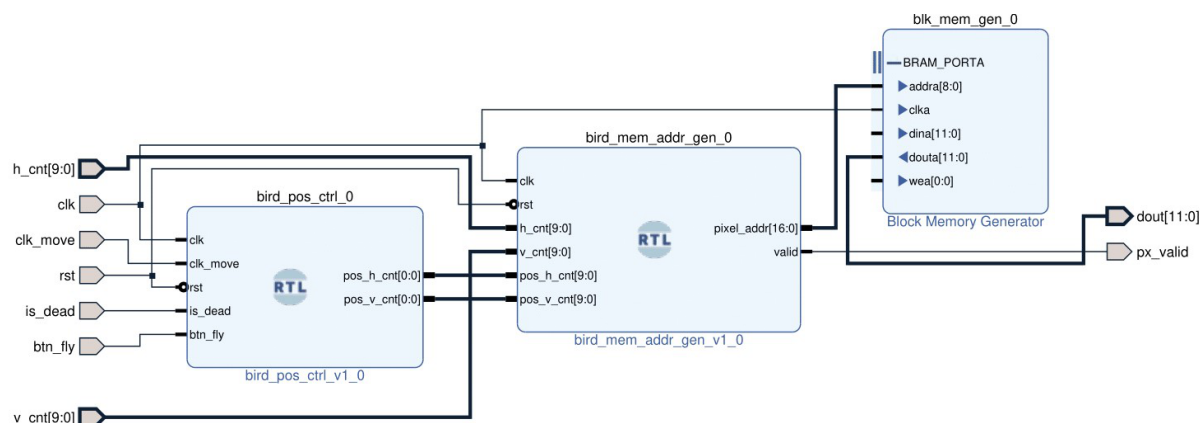 blk_mem_gen_0
BRAM_PORTA
addra[8:0]
clka
dina[11:0]
douta[11:0]
wea[0:0]
Block Memory Generator
bird_mem_addr_gen_0
clk
rst
h_cnt[9:0]
v_cnt[9:0]
pos_h_cnt[9:0]
pos_v_cnt[9:0]
RTL
pixel_addr[16:0]
valid
bird_mem_addr_gen_v1_0
bird_pos_ctrl_0
clk
clk_move
rst
is_dead
btn_fly
RTL
pos_h_cnt[0:0]
pos_v_cnt[0:0]
bird_pos_ctrl_v1_0
h_cnt[9:0]
clk
clk_move
rst
is_dead
btn_fly
v_cnt[9:0]
dout[11:0]
px_valid